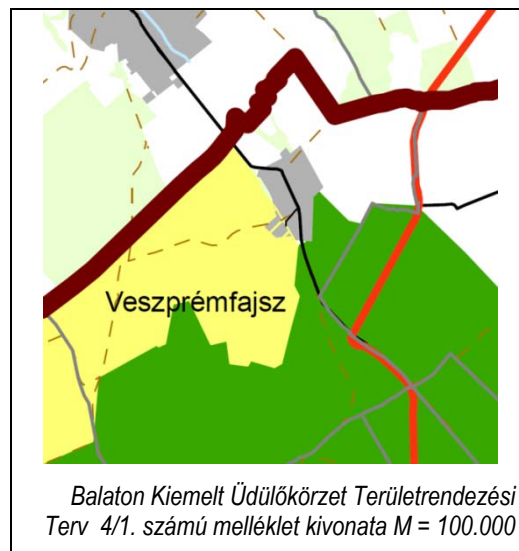 Veszprémfajsz
Balaton Kiemelt Üdülőkörzet Területrendezési
Terv 4/1. számú melléklet kivonata M = 100.000